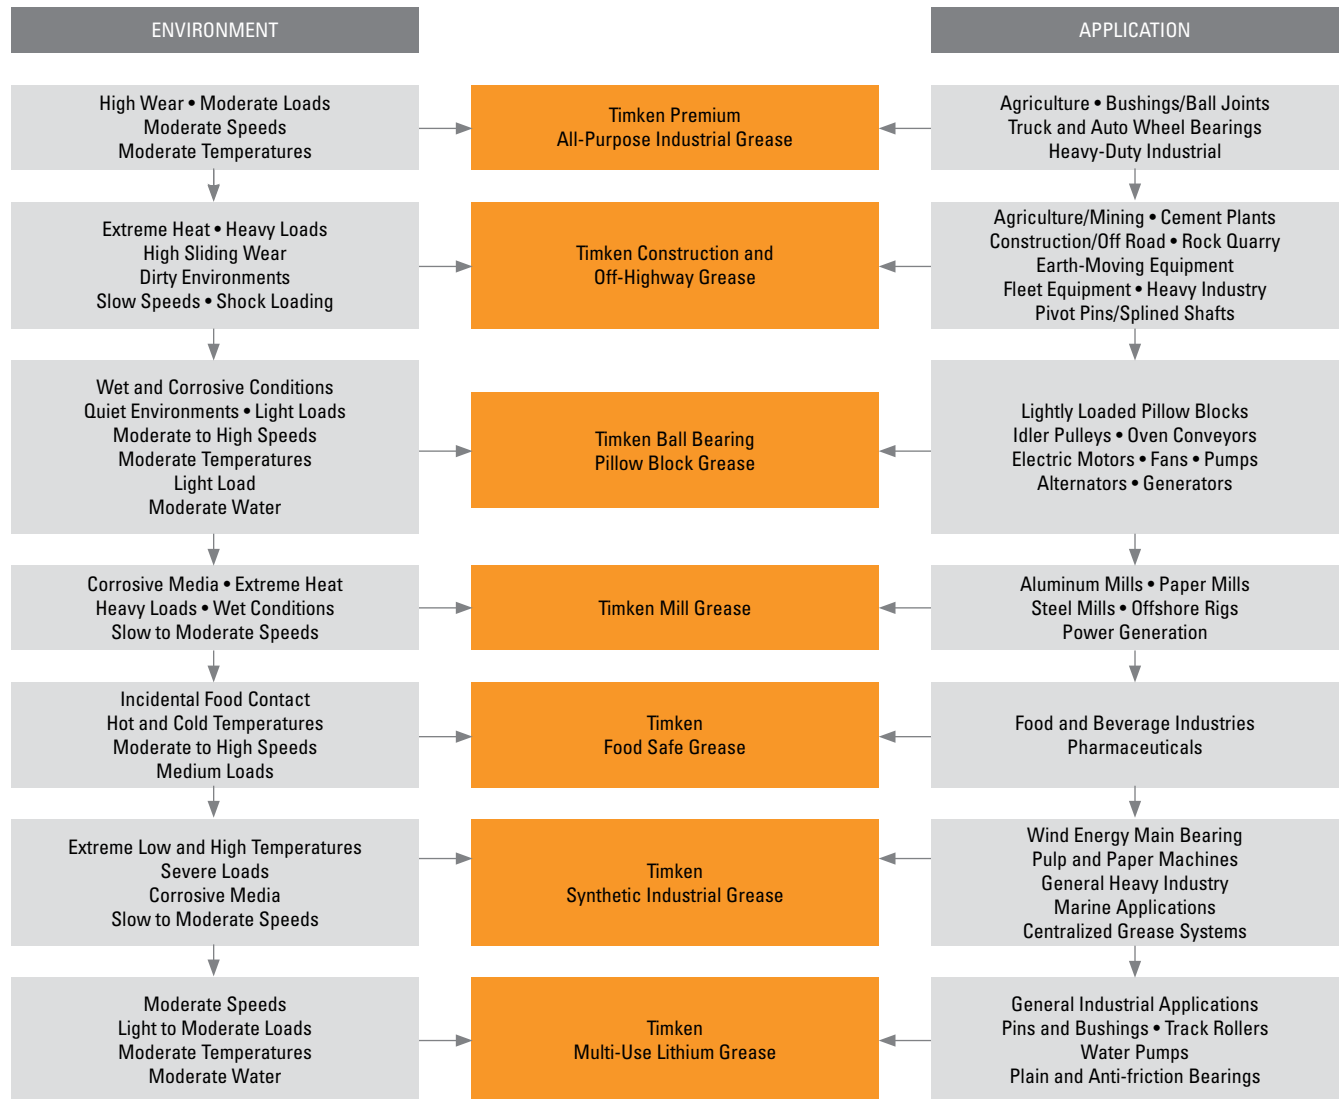 ENVIRONMENT
APPLICATION
High Wear • Moderate Loads
Moderate Speeds
Moderate Temperatures
Timken Premium
All-Purpose Industrial Grease
Agriculture • Bushings/Ball Joints
Truck and Auto Wheel Bearings
Heavy-Duty Industrial
Extreme Heat • Heavy Loads
High Sliding Wear
Dirty Environments
Slow Speeds • Shock Loading
Timken Construction and
Off-Highway Grease
Agriculture/Mining • Cement Plants
Construction/Off Road • Rock Quarry
Earth-Moving Equipment
Fleet Equipment • Heavy Industry
Pivot Pins/Splined Shafts
Wet and Corrosive Conditions
Quiet Environments • Light Loads
Moderate to High Speeds
Moderate Temperatures
Light Load
Moderate Water
Timken Ball Bearing
Pillow Block Grease
Lightly Loaded Pillow Blocks
Idler Pulleys • Oven Conveyors
Electric Motors • Fans • Pumps
Alternators • Generators
Corrosive Media • Extreme Heat
Heavy Loads • Wet Conditions
Slow to Moderate Speeds
Timken Mill Grease
Aluminum Mills • Paper Mills
Steel Mills • Offshore Rigs
Power Generation
Incidental Food Contact
Hot and Cold Temperatures
Moderate to High Speeds
Medium Loads
Timken
Food Safe Grease
Food and Beverage Industries
Pharmaceuticals
Extreme Low and High Temperatures
Severe Loads
Corrosive Media
Slow to Moderate Speeds
Timken
Synthetic Industrial Grease
Wind Energy Main Bearing
Pulp and Paper Machines
General Heavy Industry
Marine Applications
Centralized Grease Systems
Moderate Speeds
Light to Moderate Loads
Moderate Temperatures
Moderate Water
Timken
Multi-Use Lithium Grease
General Industrial Applications
Pins and Bushings • Track Rollers
Water Pumps
Plain and Anti-friction Bearings